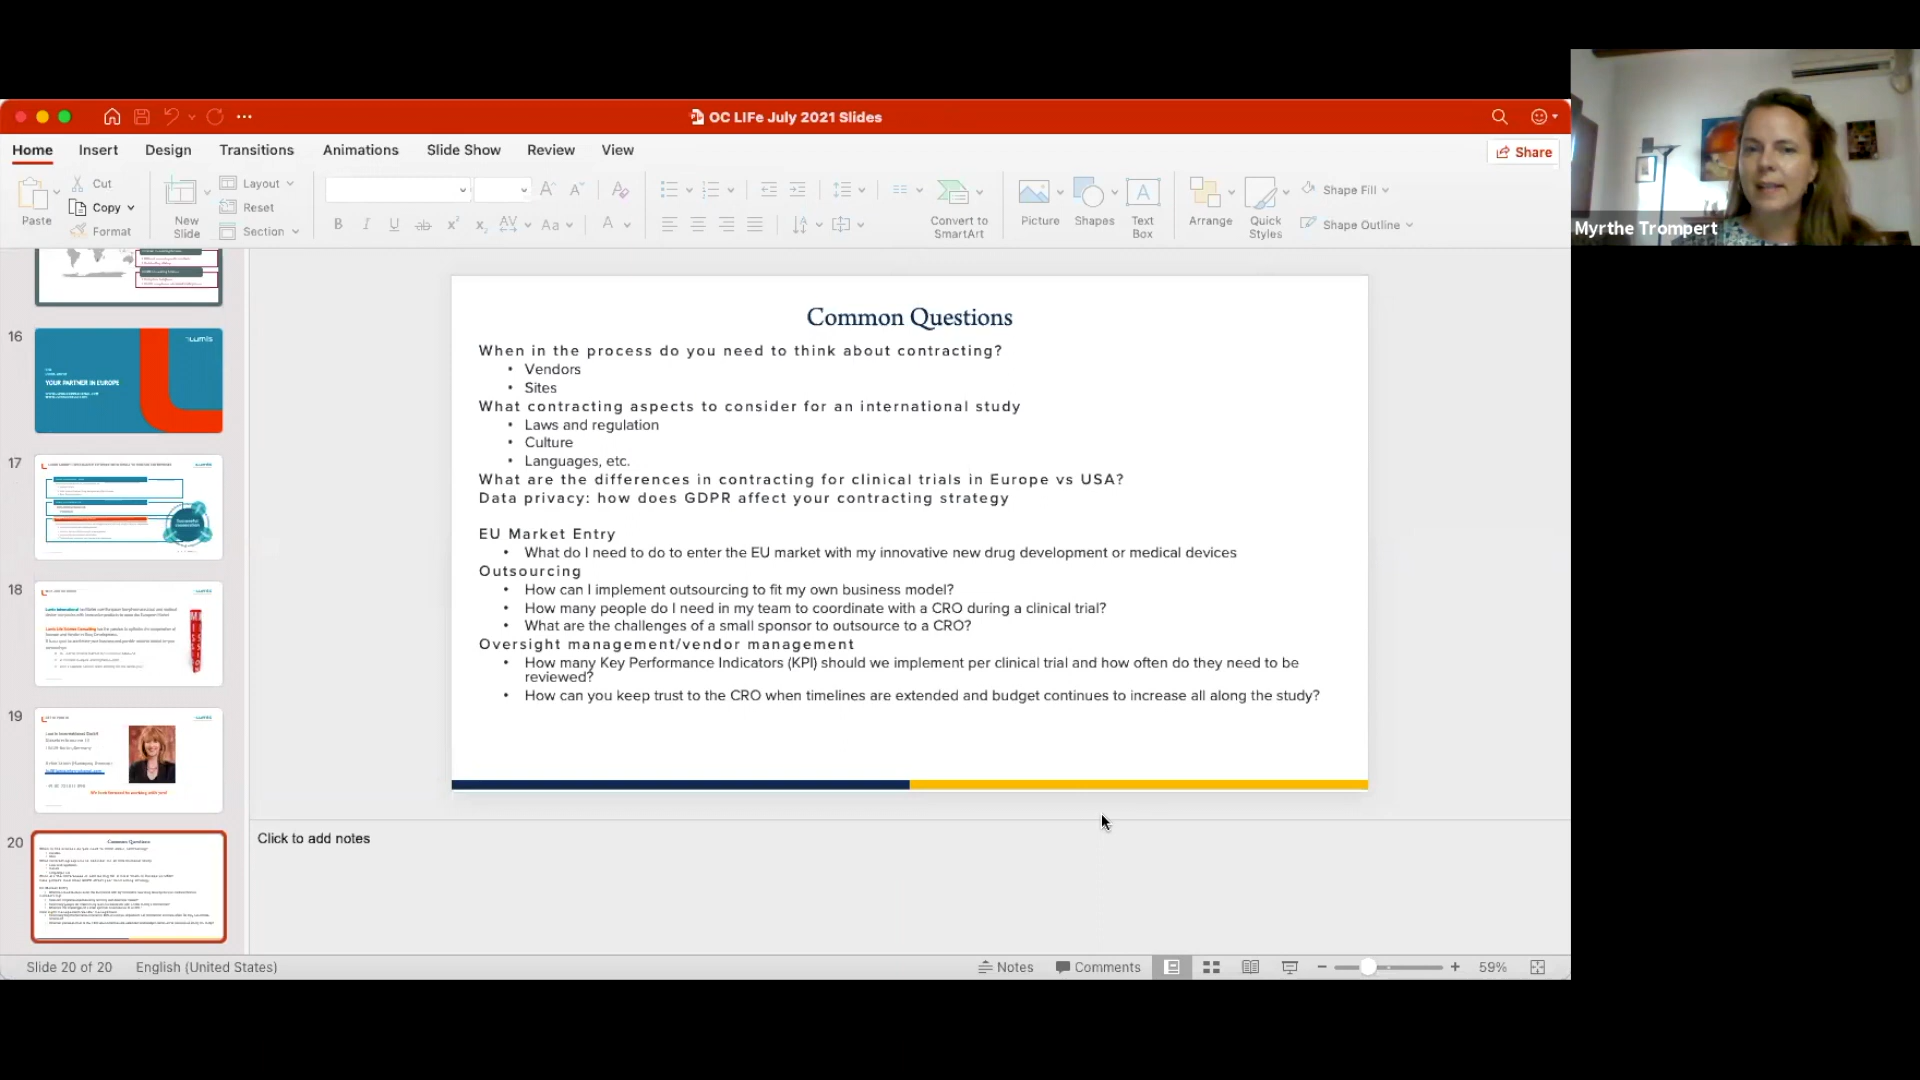 OC LIFe July 2021 Slides
Home Insert Design Transitions Animations Slide Show Review View
Share
Paste
Cut
Copy
Format
New
Slide
Layout
Reset
Section
Convert to
SmartArt
Picture
Shapes
Text
Box
Arrange
Quick
Styles
Shape Fill
Shape Outline
Myrthe Trompert
16
YOUR PARTNER IN EUROPE
17
18
19
20
Common Questions
When in the process do you need to think about contracting?
• Vendors
• Sites
What contracting aspects to consider for an international study
• Laws and regulation
• Culture
• Languages, etc.
What are the differences in contracting for clinical trials in Europe vs USA?
Data privacy: how does GDPR affect your contracting strategy
EU Market Entry
• What do I need to do to enter the EU market with my innovative new drug development or medical devices
Outsourcing
• How can I implement outsourcing to fit my own business model?
• How many people do I need in my team to coordinate with a CRO during a clinical trial?
• What are the challenges of a small sponsor to outsource to a CRO?
Oversight management/vendor management
• How many Key Performance Indicators (KPI) should we implement per clinical trial and how often do they need to be
reviewed?
• How can you keep trust to the CRO when timelines are extended and budget continues to increase all along the study?
Click to add notes
Slide 20 of 20 English (United States)
Notes Comments 59%